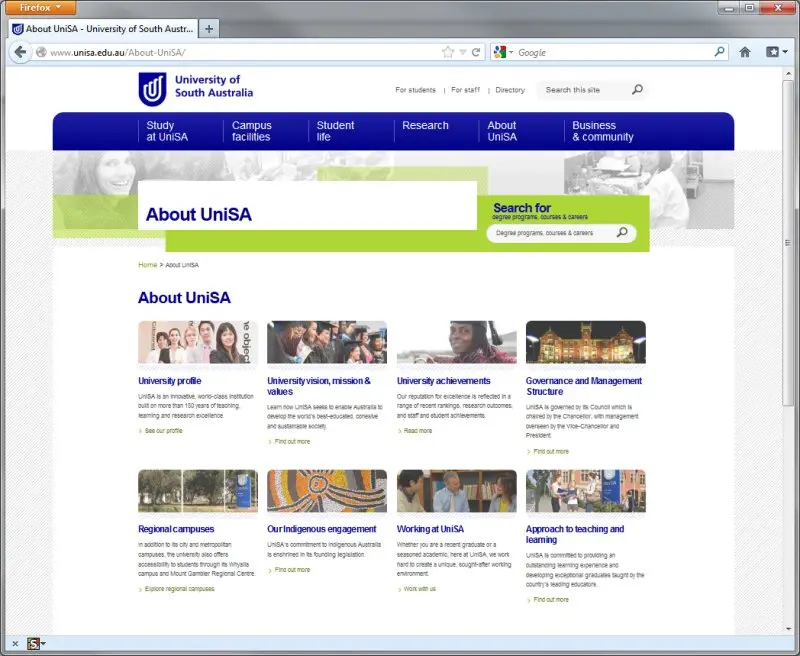 Firefox
About UniSA - University of South Austr...
www.unisa.edu.au/About-UniSA/
Google
University of
South Australia
For students | For staff | Directory
Search this site
Study
at UniSA
Campus
facilities
Student
life
Research
About
UniSA
Business
& community
About UniSA
Search for
degree programs, courses & careers
Degree programs, courses & careers
Home > About UniSA
About UniSA
University profile
UniSA is an innovative, world-class institution
built on more than 150 years of teaching,
learning and research excellence.
See our profile
University vision, mission &
values
Learn how UniSA seeks to enable Australia to
develop the world's best-educated, cohesive
and sustainable society.
Find out more
University achievements
Our reputation for excellence is reflected in a
range of recent rankings, research outcomes,
and staff and student achievements.
Read more
Governance and Management
Structure
UniSA is governed by its Council which is
chaired by the Chancellor, with management
overseen by the Vice-Chancellor and
President.
Find out more
Regional campuses
In addition to its city and metropolitan
campuses, the university also offers
accessibility to students through its Whyalla
campus and Mount Gambier Regional Centre.
Explore regional campuses
Our Indigenous engagement
UniSA's commitment to Indigenous Australia
is enshrined in its founding legislation.
Find out more
Working at UniSA
Whether you are a recent graduate or a
seasoned academic, here at UniSA, we work
hard to create a unique, sought-after working
environment.
Work with us
Approach to teaching and
learning
UniSA is committed to providing an
outstanding learning experience and
developing exceptional graduates taught by the
country's leading educators.
Find out more